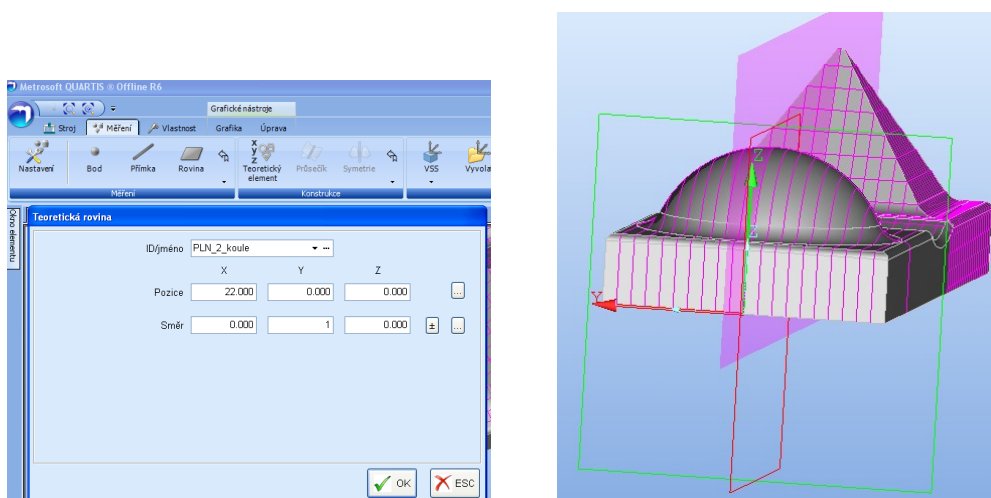 Metrosoft QUARTIS ® Offline R6
Grafické nástroje
Stroj Měření Vlastnost Grafika Úprava
Nastavení Bod Přímka Rovina Teoretický element Průsečík Symetrie VSS Vyvola
Měření Konstrukce
Okno elementu
Teoretická rovina
ID/jméno PLN_2_koule
X Y Z
Pozice 22.000 0.000 0.000
Směr 0.000 1 0.000
OK ESC
Z
Y